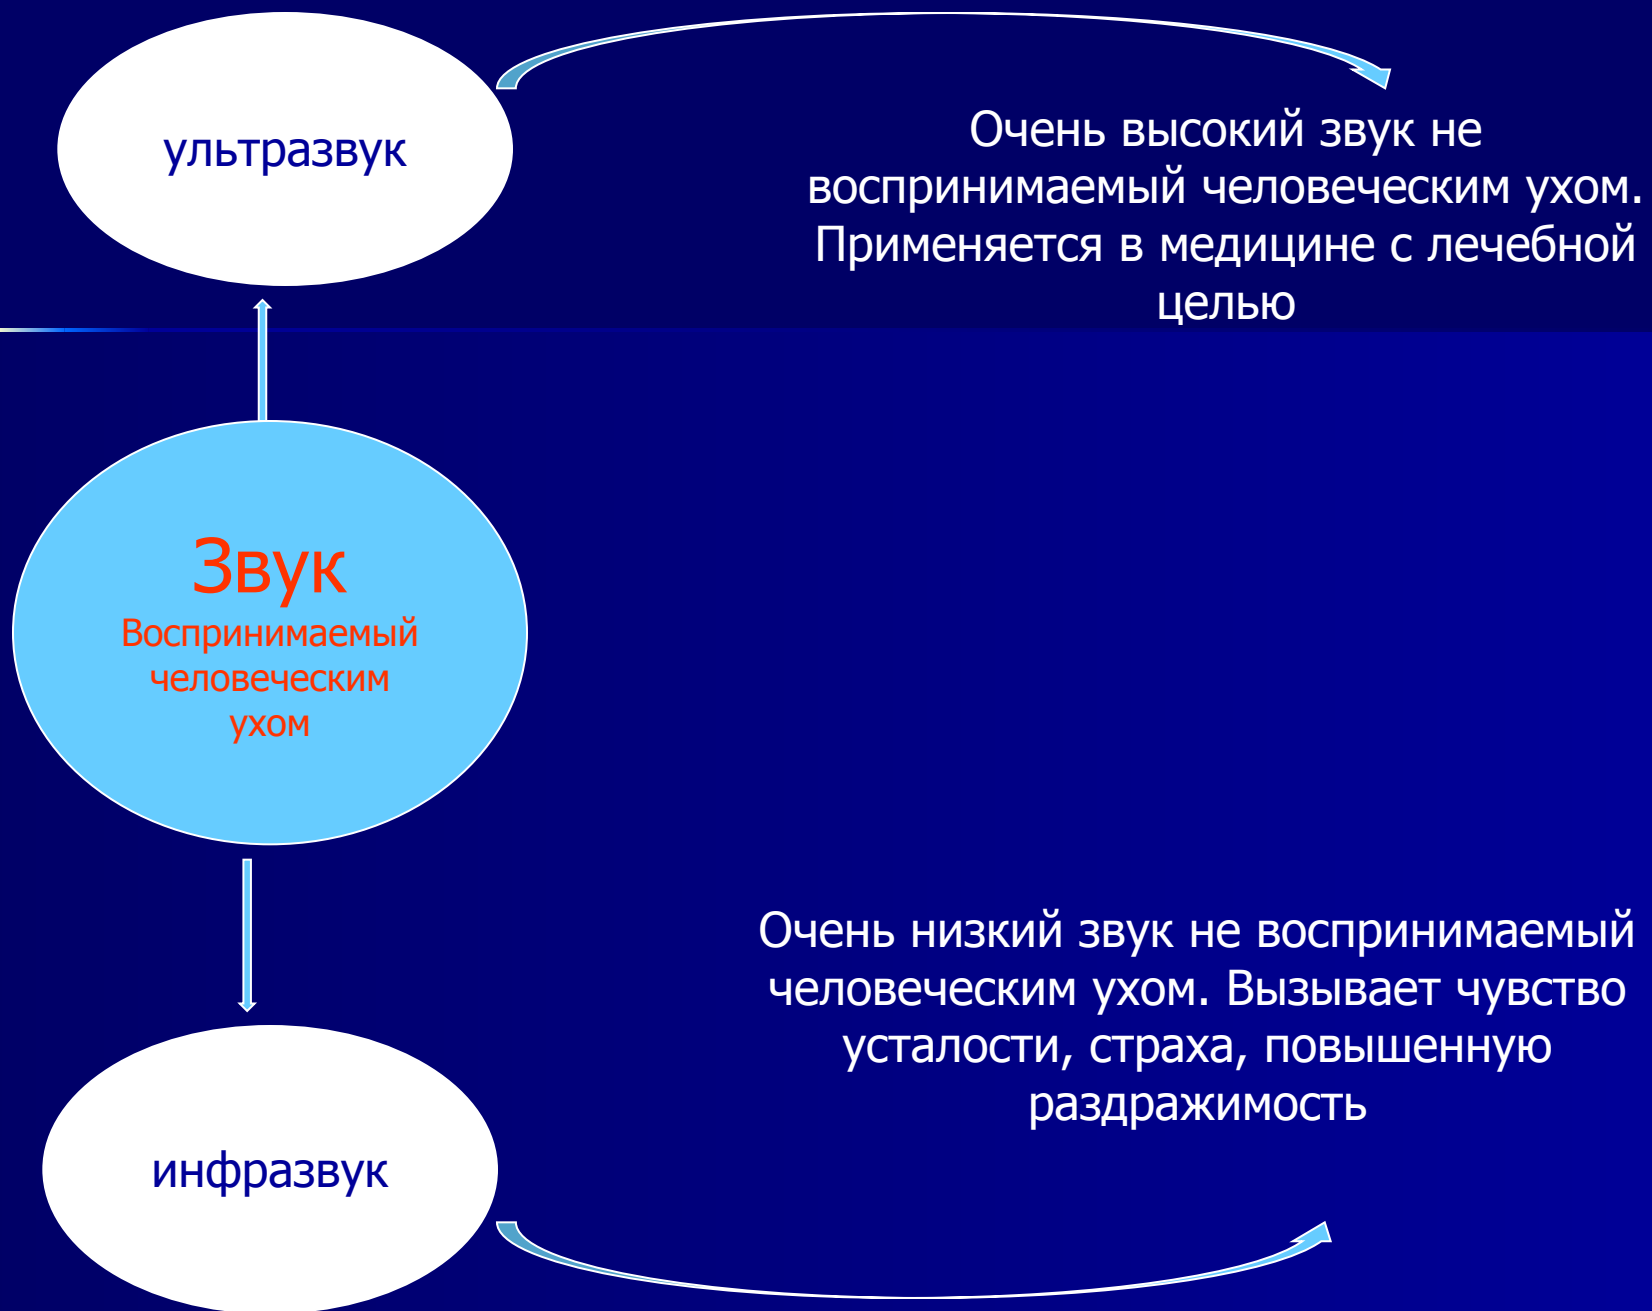 ультразвук
Очень высокий звук не
воспринимаемый человеческим ухом.
Применяется в медицине с лечебной
целью
Звук
Воспринимаемый
человеческим
ухом
Очень низкий звук не воспринимаемый
человеческим ухом. Вызывает чувство
усталости, страха, повышенную
раздражимость
инфразвук